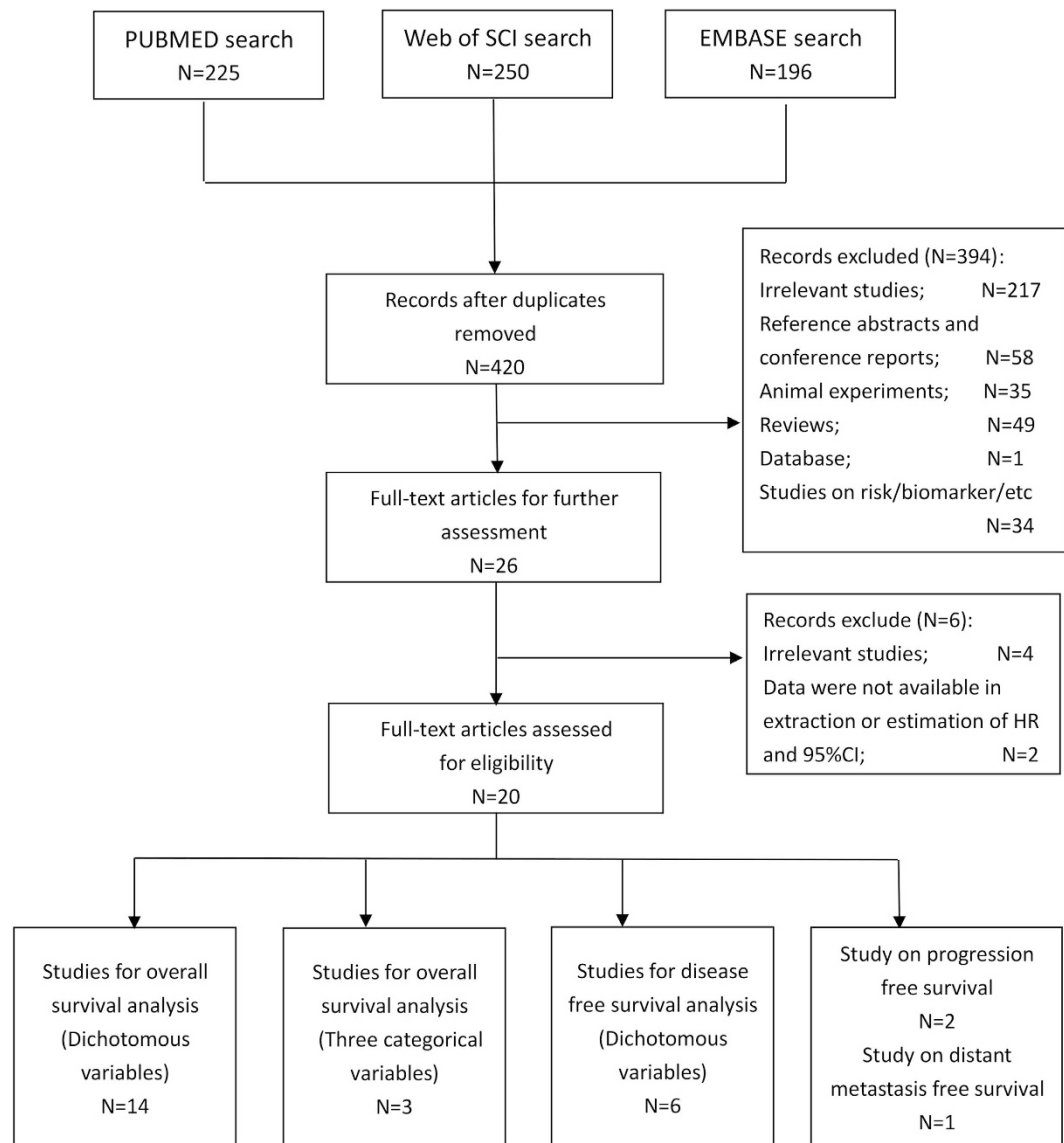 PUBMED search
N=225
Web of SCI search
N=250
EMBASE search
N=196
Records after duplicates
removed
N=420
Records excluded (N=394):
Irrelevant studies; N=217
Reference abstracts and
conference reports; N=58
Animal experiments; N=35
Reviews; N=49
Database; N=1
Studies on risk/biomarker/etc
N=34
Full-text articles for further
assessment
N=26
Records exclude (N=6):
Irrelevant studies; N=4
Data were not available in
extraction or estimation of HR
and 95%CI; N=2
Full-text articles assessed
for eligibility
N=20
Studies for overall
survival analysis
(Dichotomous
variables)
N=14
Studies for overall
survival analysis
(Three categorical
variables)
N=3
Studies for disease
free survival analysis
(Dichotomous
variables)
N=6
Study on progression
free survival
N=2
Study on distant
metastasis free survival
N=1